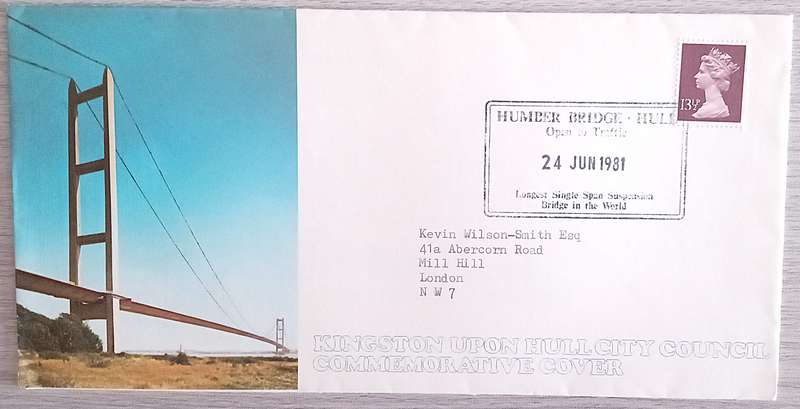 13½P
HUMBER BRIDGE · HULL
Open to Traffic
24 JUN 1981
Longest Single Span Suspension
Bridge in the World
Kevin Wilson-Smith Esq
41a Abercorn Road
Mill Hill
London
N W 7
KINGSTON UPON HULL CITY COUNCIL
COMMEMORATIVE COVER